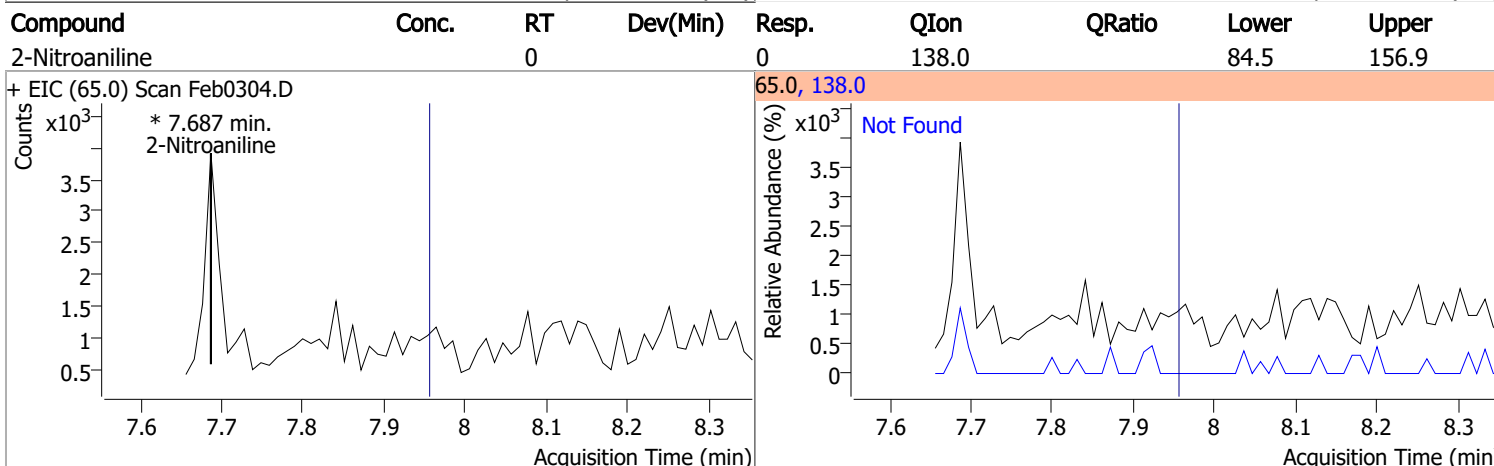 Compound Conc. RT Dev(Min) Resp. QIon QRatio Lower Upper
2-Nitroaniline 0 0 138.0 84.5 156.9
+ EIC (65.0) Scan Feb0304.D
Counts
x10³
* 7.687 min.
2-Nitroaniline
3.5
3
2.5
2
1.5
1
0.5
7.6 7.7 7.8 7.9 8 8.1 8.2 8.3
Acquisition Time (min)
65.0, 138.0
Relative Abundance (%)
x10³
Not Found
3.5
3
2.5
2
1.5
1
0.5
0
7.6 7.7 7.8 7.9 8 8.1 8.2 8.3
Acquisition Time (min)